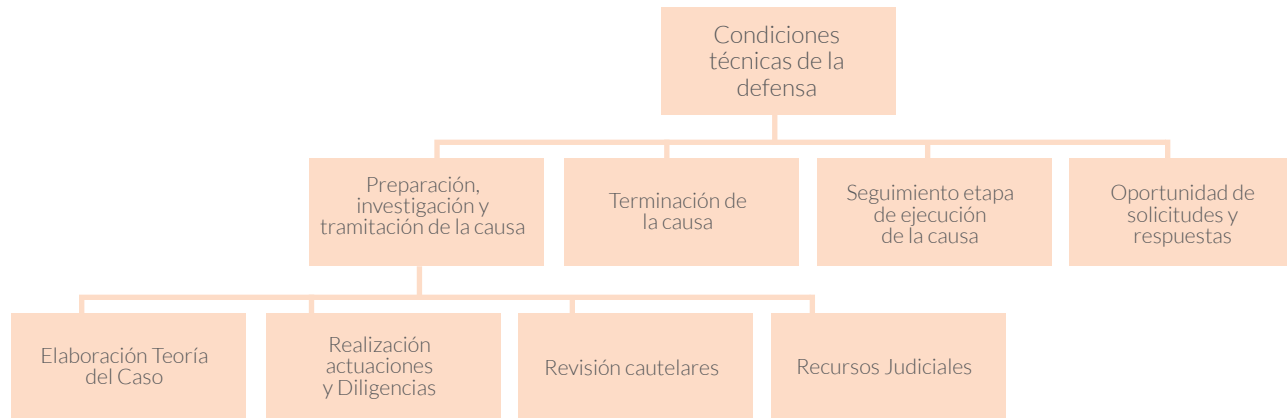 Condiciones
técnicas de la
defensa
Preparación,
investigación y
tramitación de la causa
Terminación de
la causa
Seguimiento etapa
de ejecución
de la causa
Oportunidad de
solicitudes y
respuestas
Elaboración Teoría
del Caso
Realización
actuaciones
y Diligencias
Revisión cautelares
Recursos Judiciales